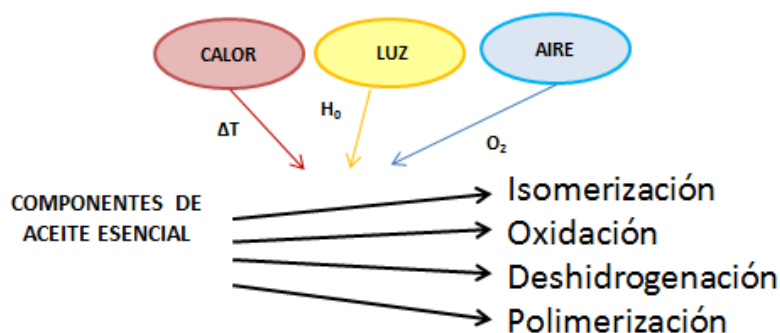 CALOR
LUZ
AIRE
ΔT
H₀
O₂
COMPONENTES DE
ACEITE ESENCIAL
Isomerización
Oxidación
Deshidrogenación
Polimerización